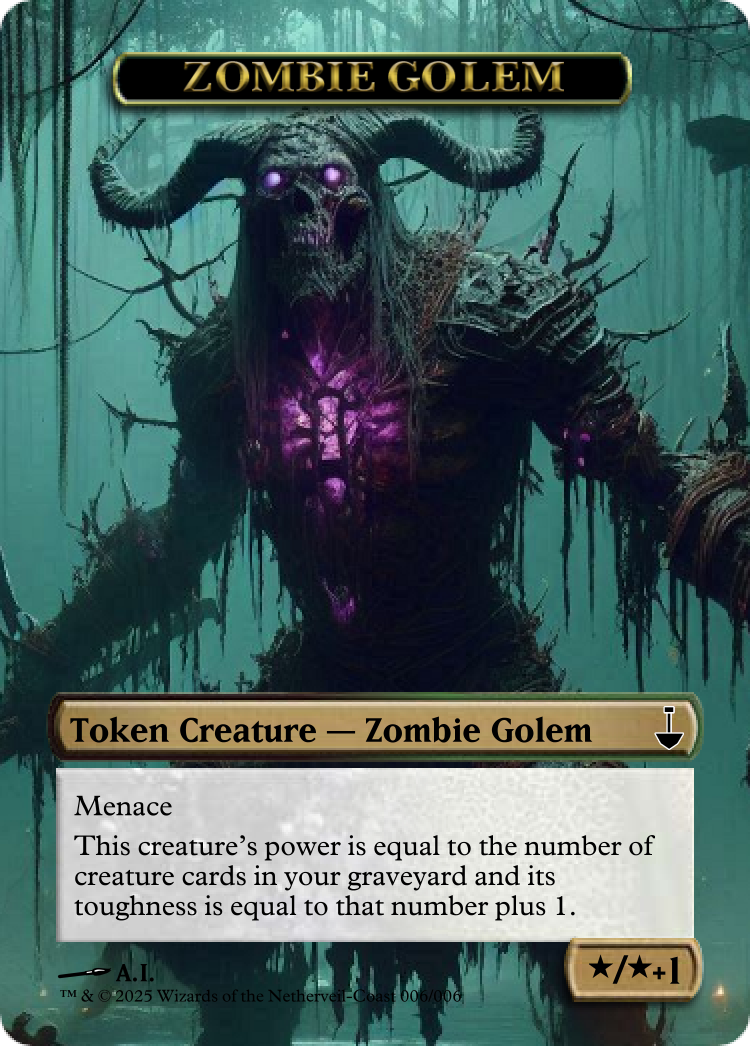 ZOMBIE GOLEM
Token Creature — Zombie Golem
Menace
This creature's power is equal to the number of
creature cards in your graveyard and its
toughness is equal to that number plus 1.
★/★+1
A.I.
™ & © 2025 Wizards of the Netherveil-Coast 006/006